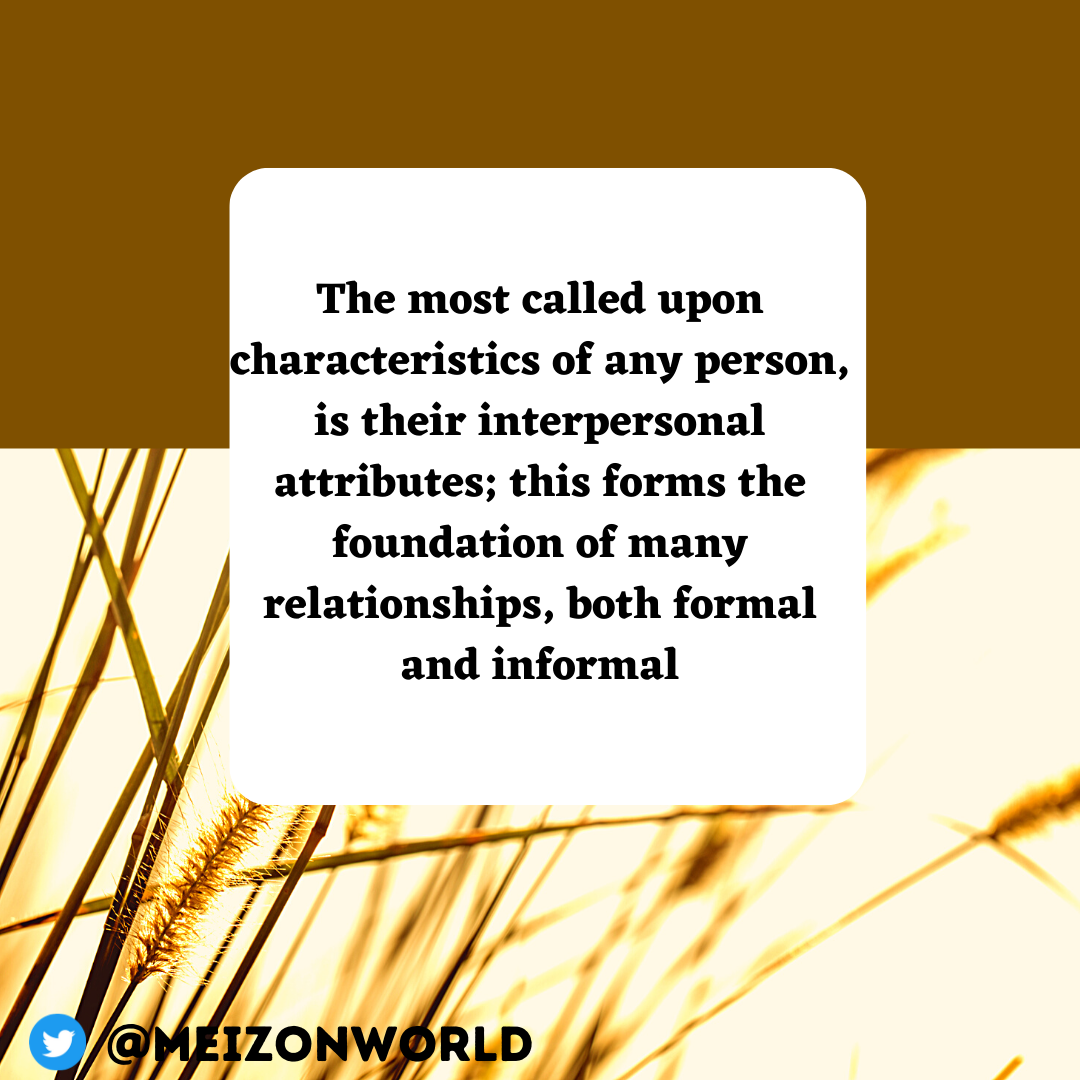 The most called upon
characteristics of any person,
is their interpersonal
attributes; this forms the
foundation of many
relationships, both formal
and informal
@MEIZONWORLD